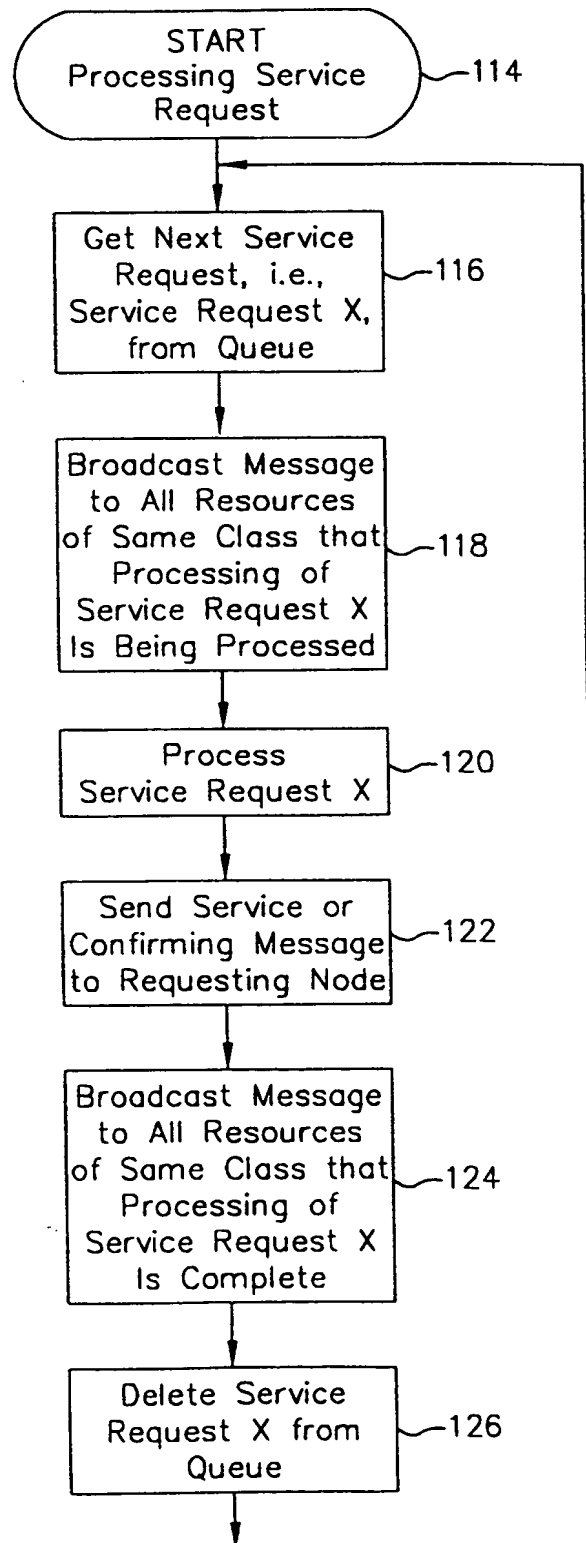 START
Processing Service
Request
114
Get Next Service
Request, i.e.,
Service Request X,
from Queue
116
Broadcast Message
to All Resources
of Same Class that
Processing of
Service Request X
Is Being Processed
118
Process
Service Request X
120
Send Service or
Confirming Message
to Requesting Node
122
Broadcast Message
to All Resources
of Same Class that
Processing of
Service Request X
Is Complete
124
Delete Service
Request X from
Queue
126